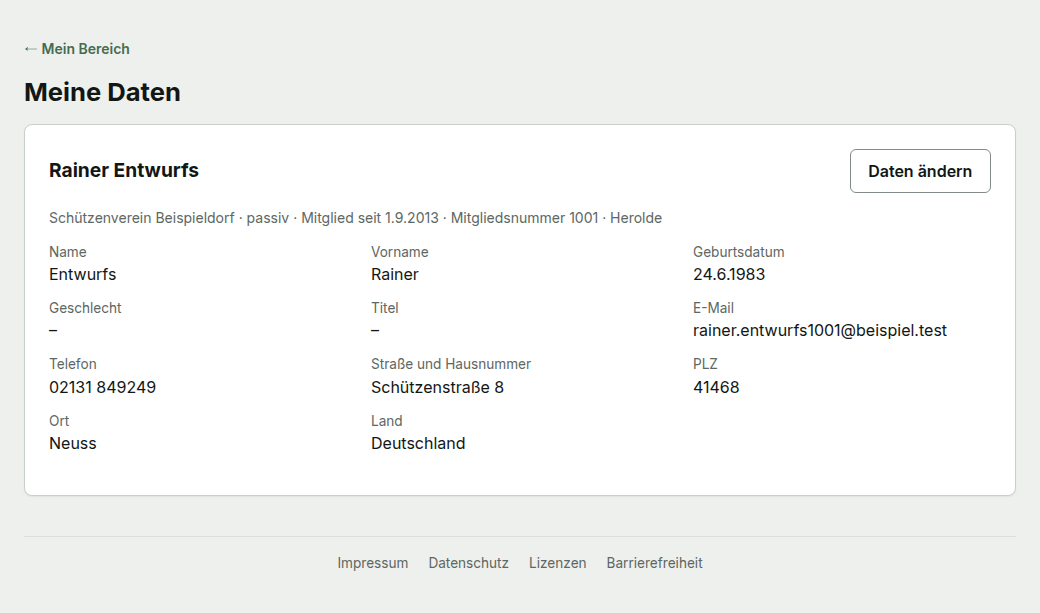 ← Mein Bereich
Meine Daten
Rainer Entwurfs
Daten ändern
Schützenverein Beispieldorf · passiv · Mitglied seit 1.9.2013 · Mitgliedsnummer 1001 · Herolde
Name Vorname Geburtsdatum
Entwurfs Rainer 24.6.1983
Geschlecht Titel E-Mail
– – rainer.entwurfs1001@beispiel.test
Telefon Straße und Hausnummer PLZ
02131 849249 Schützenstraße 8 41468
Ort Land
Neuss Deutschland
Impressum Datenschutz Lizenzen Barrierefreiheit